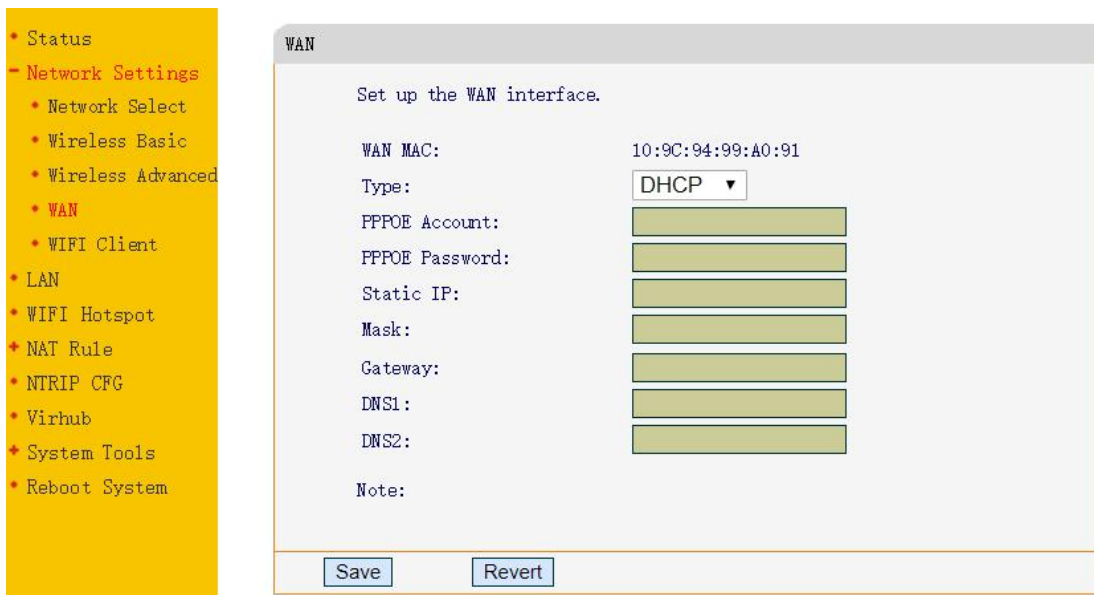 Status
Network Settings
Network Select
Wireless Basic
Wireless Advanced
WAN
WIFI Client
LAN
WIFI Hotspot
NAT Rule
NTRIP CFG
Virhub
System Tools
Reboot System
WAN
Set up the WAN interface.
WAN MAC: 10:9C:94:99:A0:91
Type: DHCP
PPPOE Account:
PPPOE Password:
Static IP:
Mask:
Gateway:
DNS1:
DNS2:
Note:
Save Revert